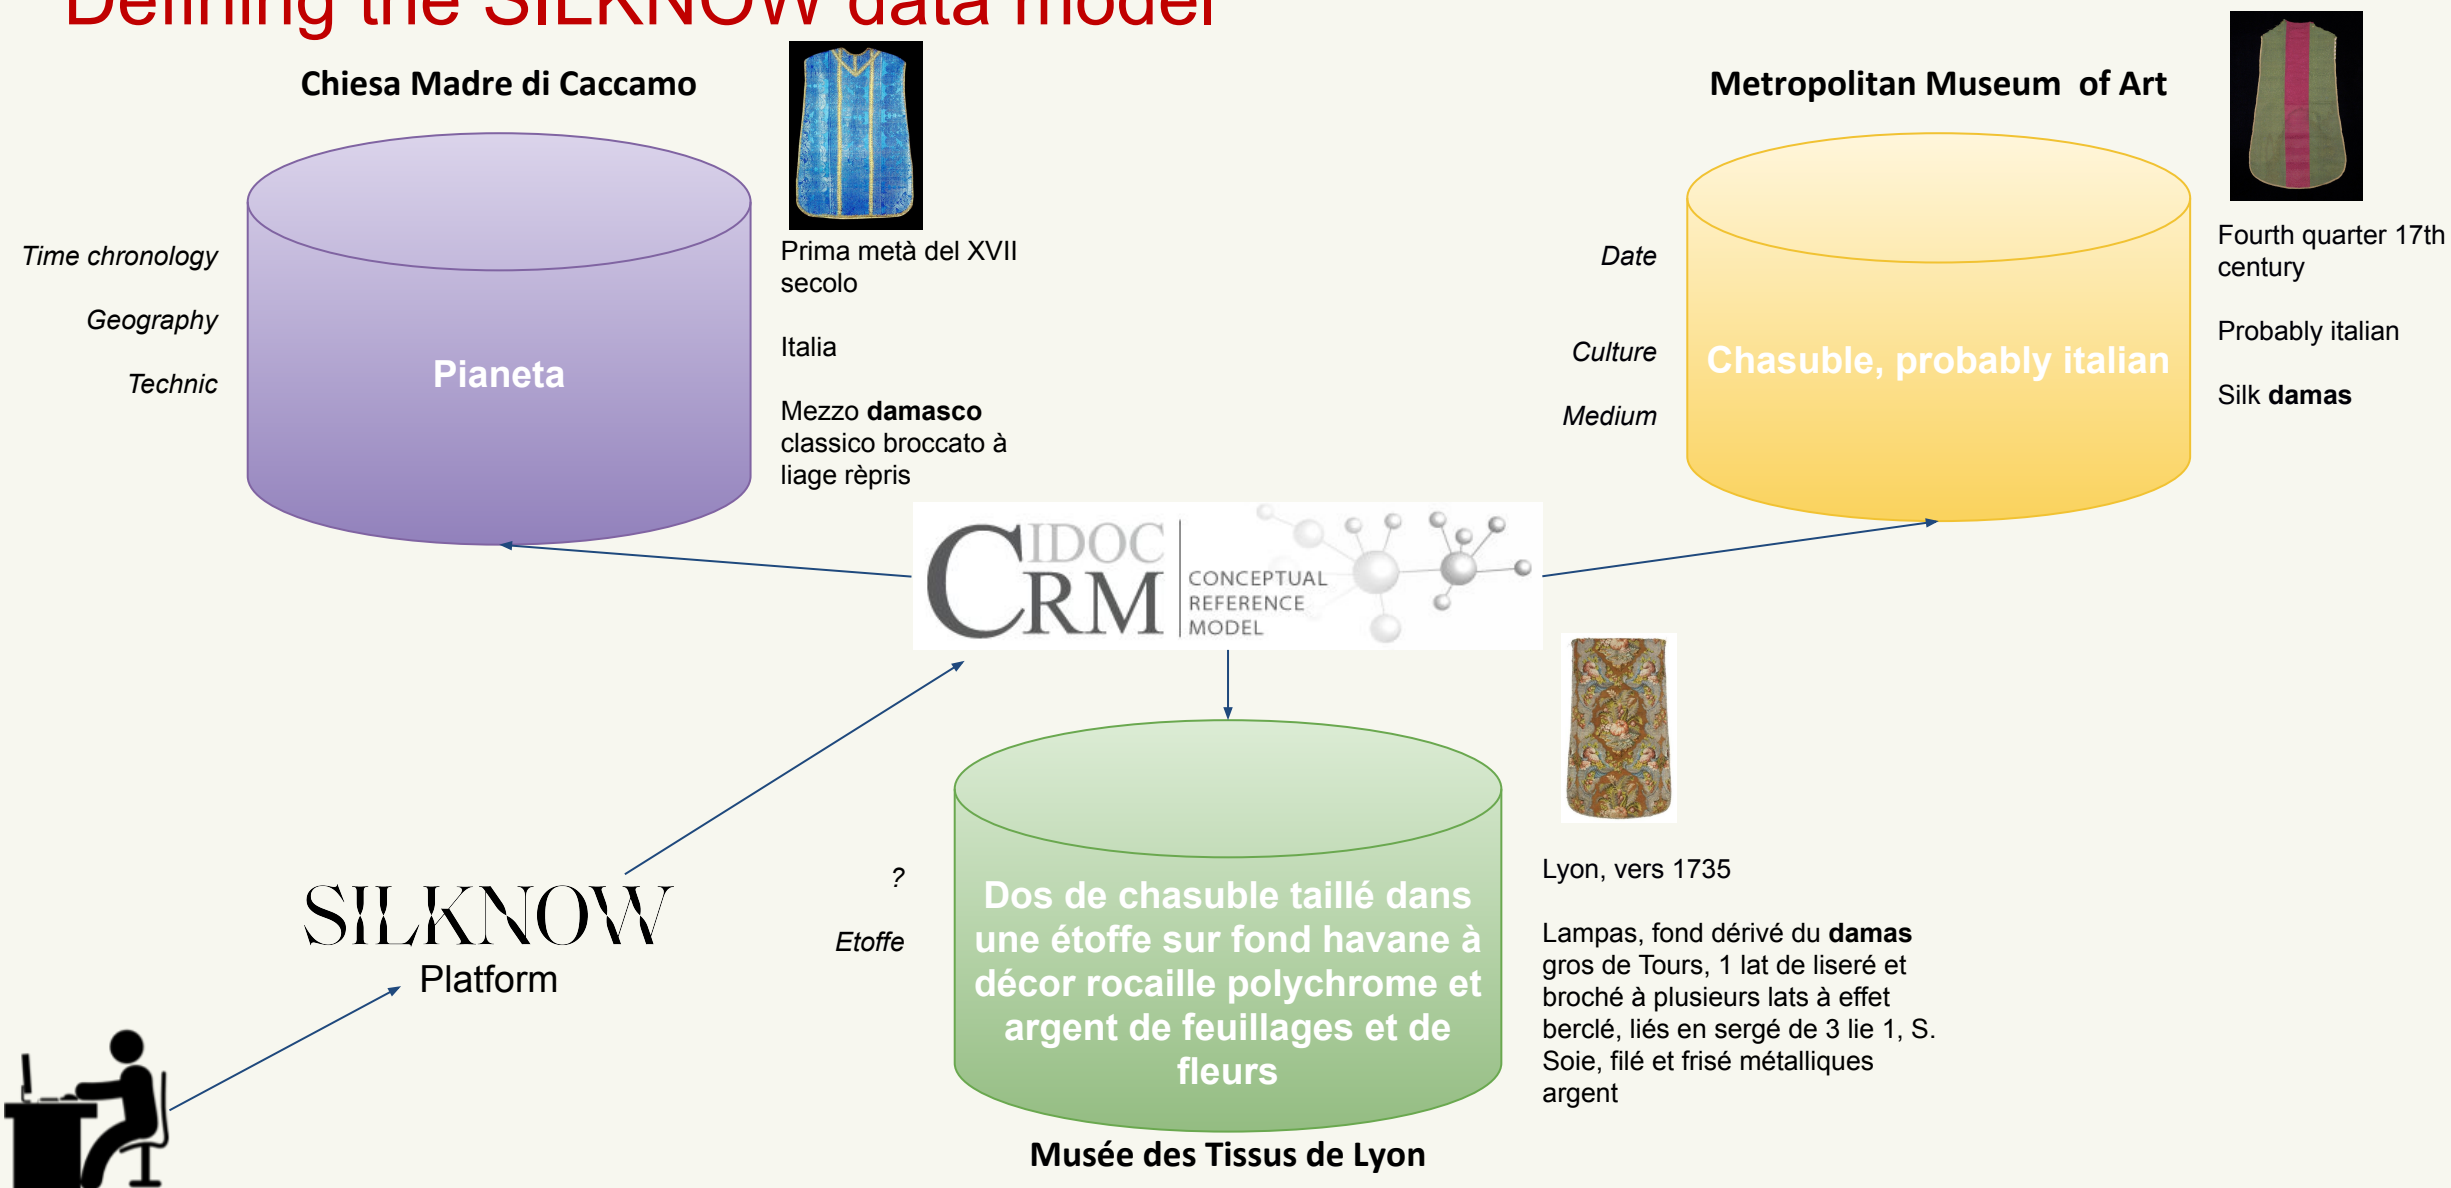 Defining the SILKNOW data model
Chiesa Madre di Caccamo
Time chronology
Geography
Technic
Pianeta
Prima metà del XVII
secolo
Italia
Mezzo damasco
classico broccato à
liage rèpris
Metropolitan Museum of Art
Date
Culture
Medium
Chasuble, probably italian
Fourth quarter 17th
century
Probably italian
Silk damas
CIDOC
CRM
CONCEPTUAL
REFERENCE
MODEL
SILKNOW
Platform
?
Etoffe
Dos de chasuble taillé dans
une étoffe sur fond havane à
décor rocaille polychrome et
argent de feuillages et de
fleurs
Lyon, vers 1735
Lampas, fond dérivé du damas
gros de Tours, 1 lat de liseré et
broché à plusieurs lats à effet
berclé, liés en sergé de 3 lie 1, S.
Soie, filé et frisé métalliques
argent
Musée des Tissus de Lyon